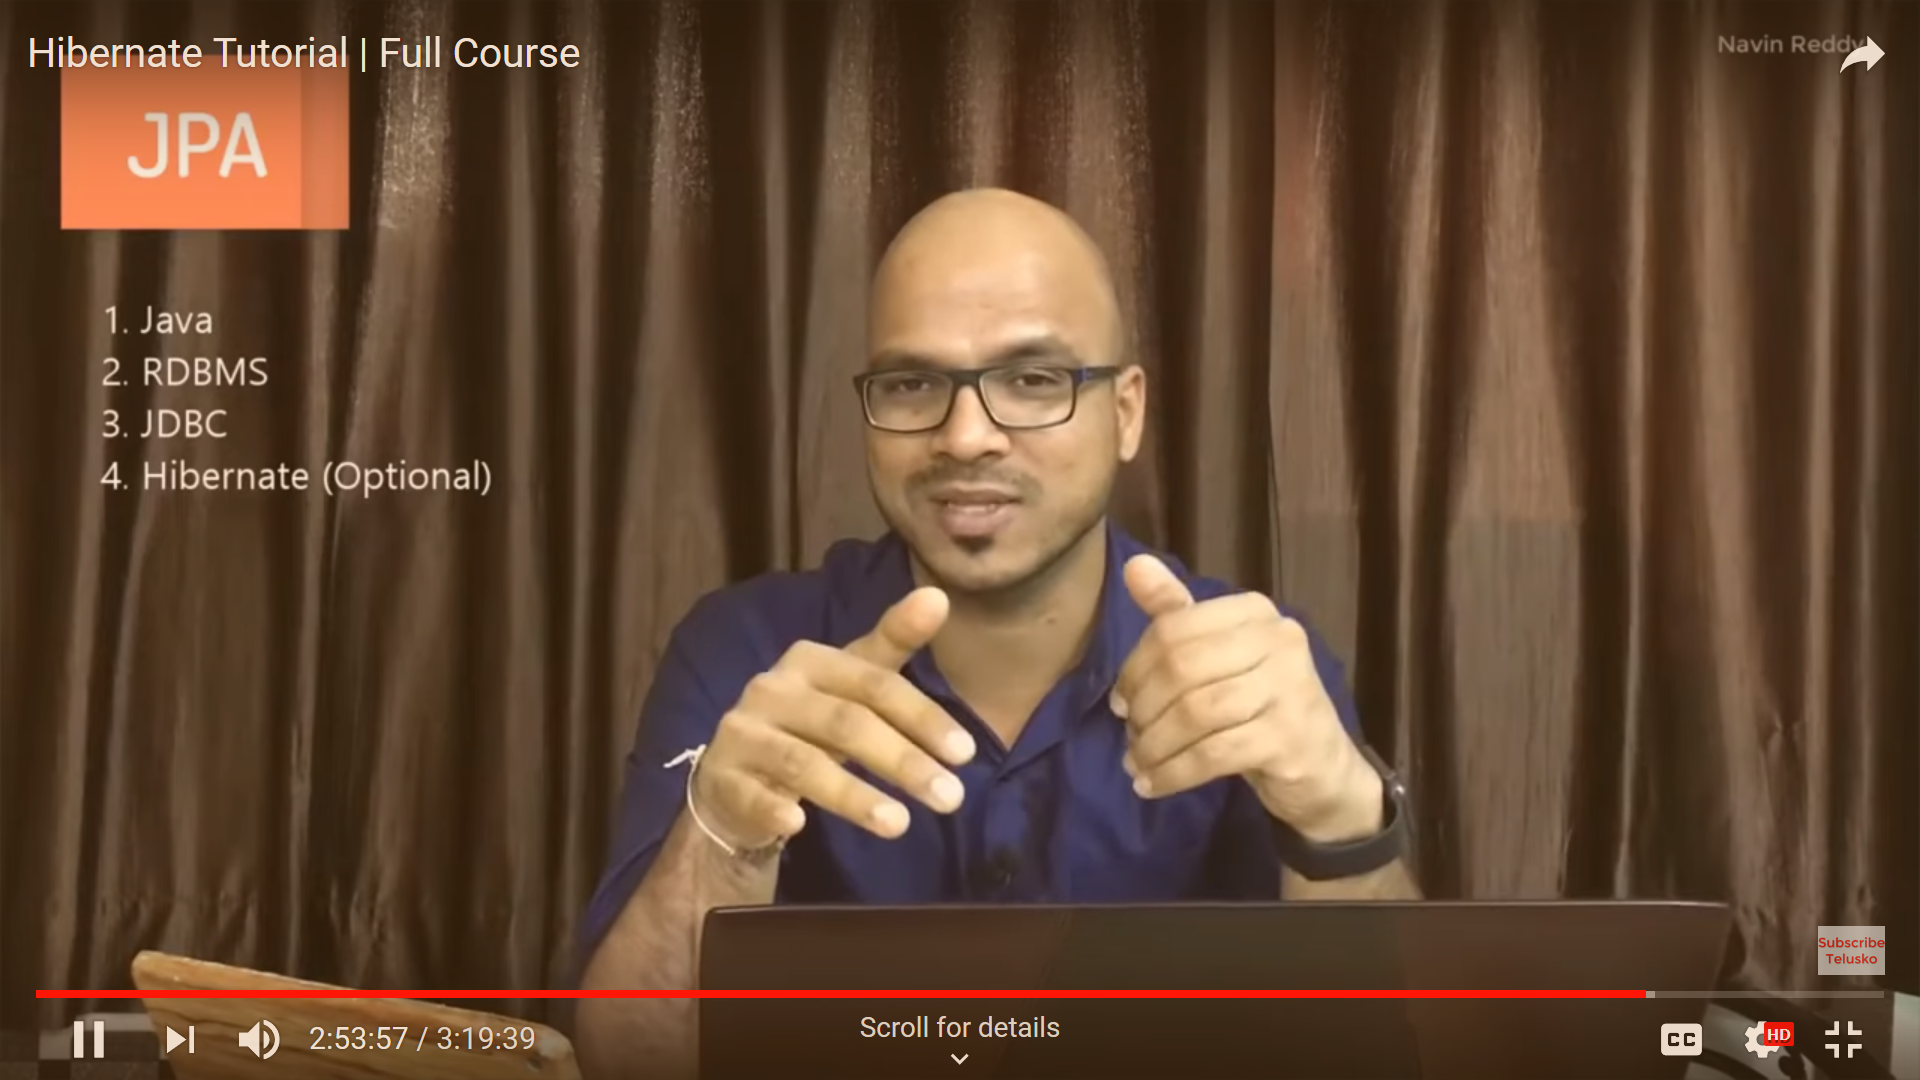 Hibernate Tutorial | Full Course
Navin Reddy
JPA
1. Java
2. RDBMS
3. JDBC
4. Hibernate (Optional)
Subscribe
Telusko
2:53:57 / 3:19:39
Scroll for details
CC
HD